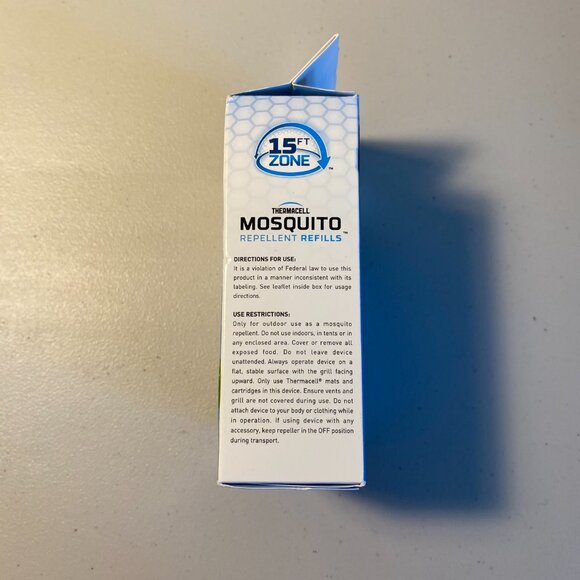 15FT
ZONE™
THERMACELL
MOSQUITO
REPELLENT REFILLS™
DIRECTIONS FOR USE:
It is a violation of Federal law to use this
product in a manner inconsistent with its
labeling. See leaflet inside box for usage
directions.
USE RESTRICTIONS:
Only for outdoor use as a mosquito
repellent. Do not use indoors, in tents or in
any enclosed area. Cover or remove all
exposed food. Do not leave device
unattended. Always operate device on a
flat, stable surface with the grill facing
upward. Only use Thermacell® mats and
cartridges in this device. Ensure vents and
grill are not covered during use. Do not
attach device to your body or clothing while
in operation. If using device with any
accessory, keep repeller in the OFF position
during transport.